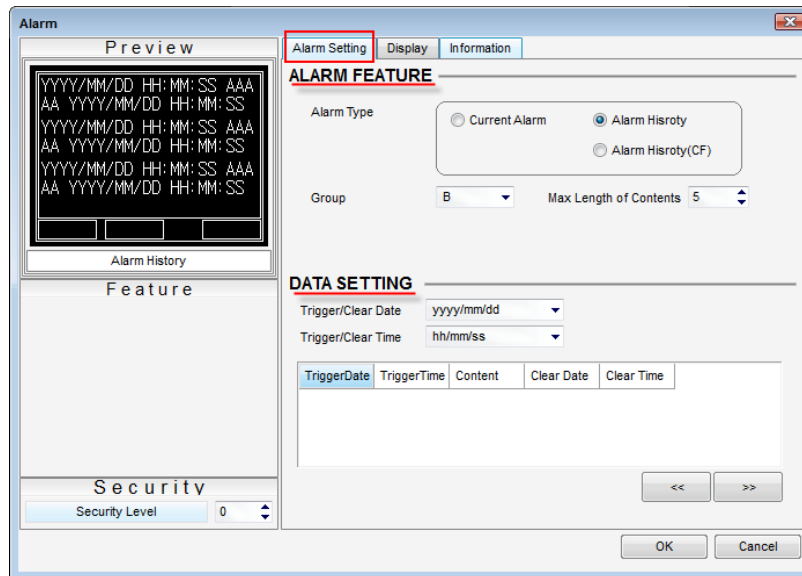 Alarm
Preview
YYYY/MM/DD HH:MM:SS AAA
AA YYYY/MM/DD HH:MM:SS
YYYY/MM/DD HH:MM:SS AAA
AA YYYY/MM/DD HH:MM:SS
YYYY/MM/DD HH:MM:SS AAA
AA YYYY/MM/DD HH:MM:SS
Alarm History
Feature
Security
Security Level 0
Alarm Setting Display Information
ALARM FEATURE
Alarm Type Current Alarm Alarm Hisroty
Alarm Hisroty(CF)
Group B Max Length of Contents 5
DATA SETTING
Trigger/Clear Date yyyy/mm/dd
Trigger/Clear Time hh/mm/ss
TriggerDate TriggerTime Content Clear Date Clear Time
<< >>
OK Cancel